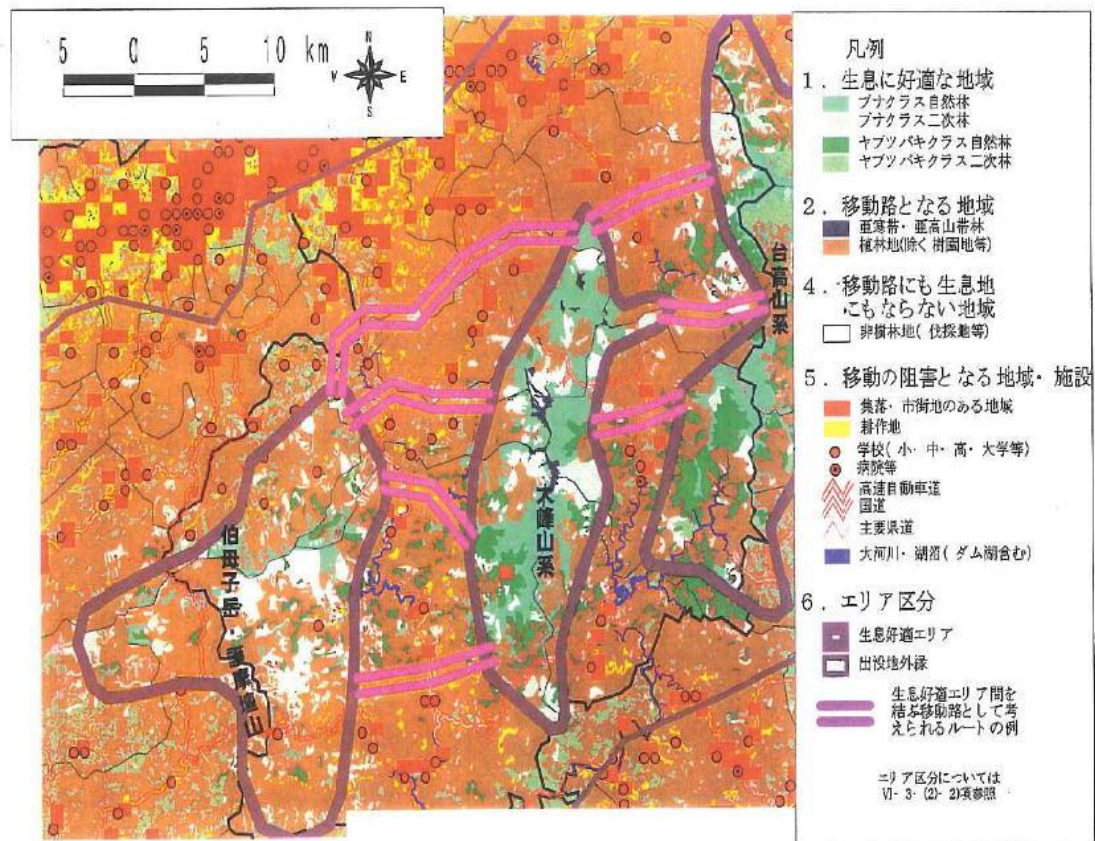 5 0 5 10 km
N
W E
S
台高山系
大峰山系
伯母子岳・
凡例
1. 生息に好適な地域
ブナクラス自然林
ブナクラス二次林
ヤブツバキクラス自然林
ヤブツバキクラス二次林
2. 移動路となる地域
亜寒帯・亜高山帯林
植林地(除く樹園地等)
4. 移動路にも生息地
にもならない地域
非樹林地(伐採地等)
5. 移動の阻害となる地域・施設
集落・市街地のある地域
耕作地
学校(小・中・高・大学等)
病院等
高速自動車道
国道
主要県道
大河川・湖沼(ダム湖含む)
6. エリア区分
生息好適エリア
出没地外縁
生息好適エリア間を
結ぶ移動路として考
えられるルートの例
エリア区分については
VI-3-(2)-2)項参照